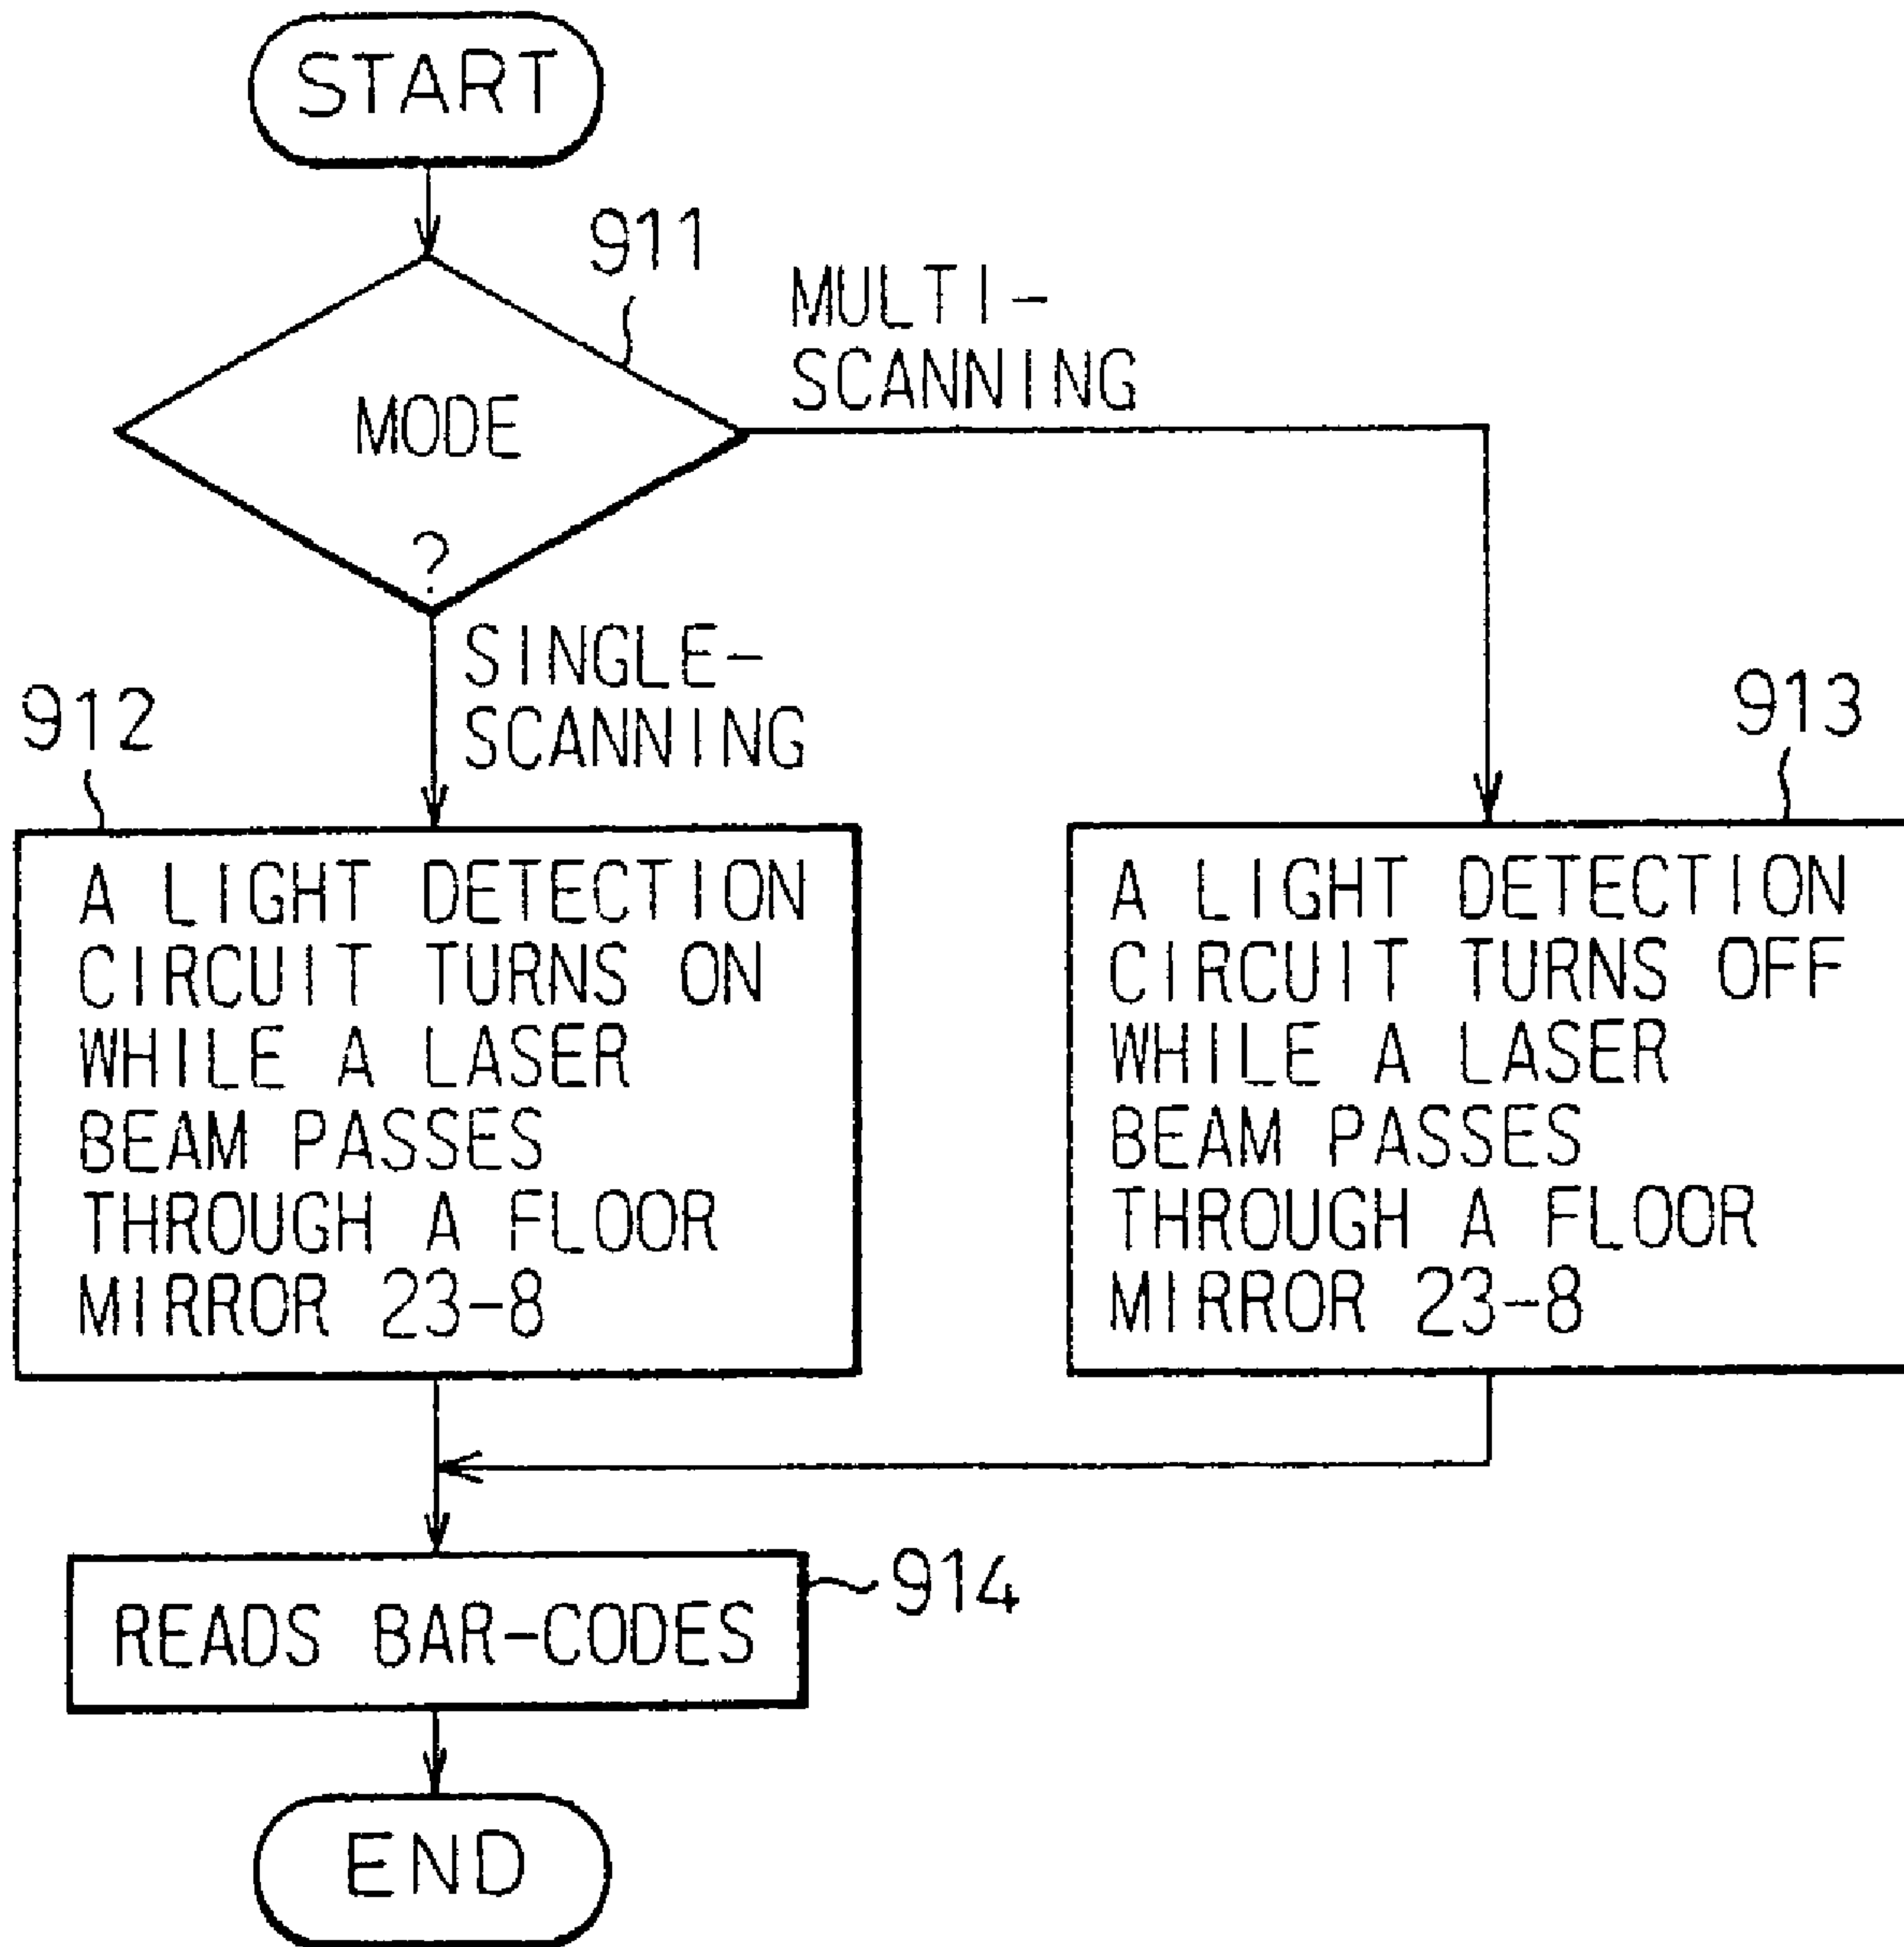 START
911
MULTI-
SCANNING
MODE
?
SINGLE-
SCANNING
912
A LIGHT DETECTION
CIRCUIT TURNS ON
WHILE A LASER
BEAM PASSES
THROUGH A FLOOR
MIRROR 23-8
913
A LIGHT DETECTION
CIRCUIT TURNS OFF
WHILE A LASER
BEAM PASSES
THROUGH A FLOOR
MIRROR 23-8
READS BAR-CODES
914
END